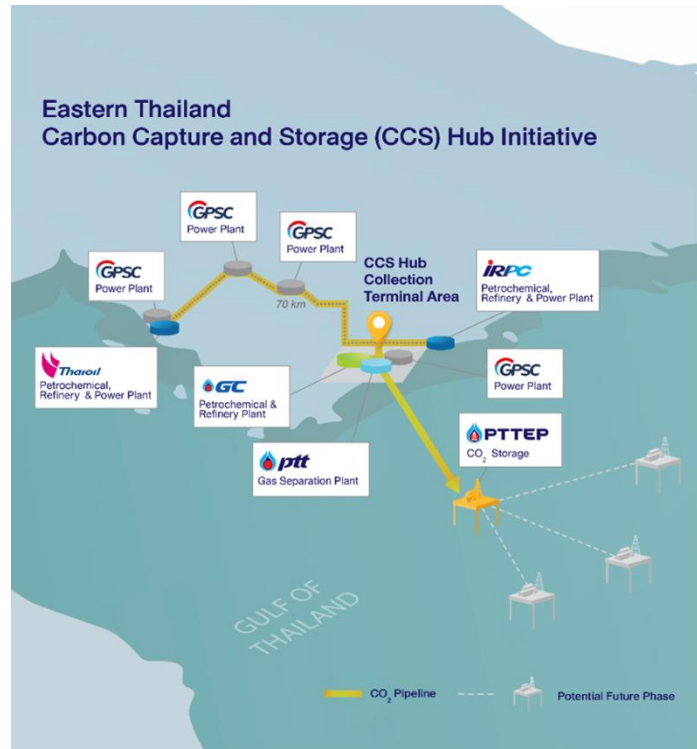 Eastern Thailand
Carbon Capture and Storage (CCS) Hub Initiative
GPSC
Power Plant
GPSC
Power Plant
GPSC
Power Plant
70 km
CCS Hub
Collection
Terminal Area
IRPC
Petrochemical,
Refinery & Power Plant
Thaioil
Petrochemical,
Refinery & Power Plant
GC
Petrochemical &
Refinery Plant
GPSC
Power Plant
ptt
Gas Separation Plant
PTTEP
CO₂ Storage
GULF OF
THAILAND
CO₂ Pipeline
Potential Future Phase